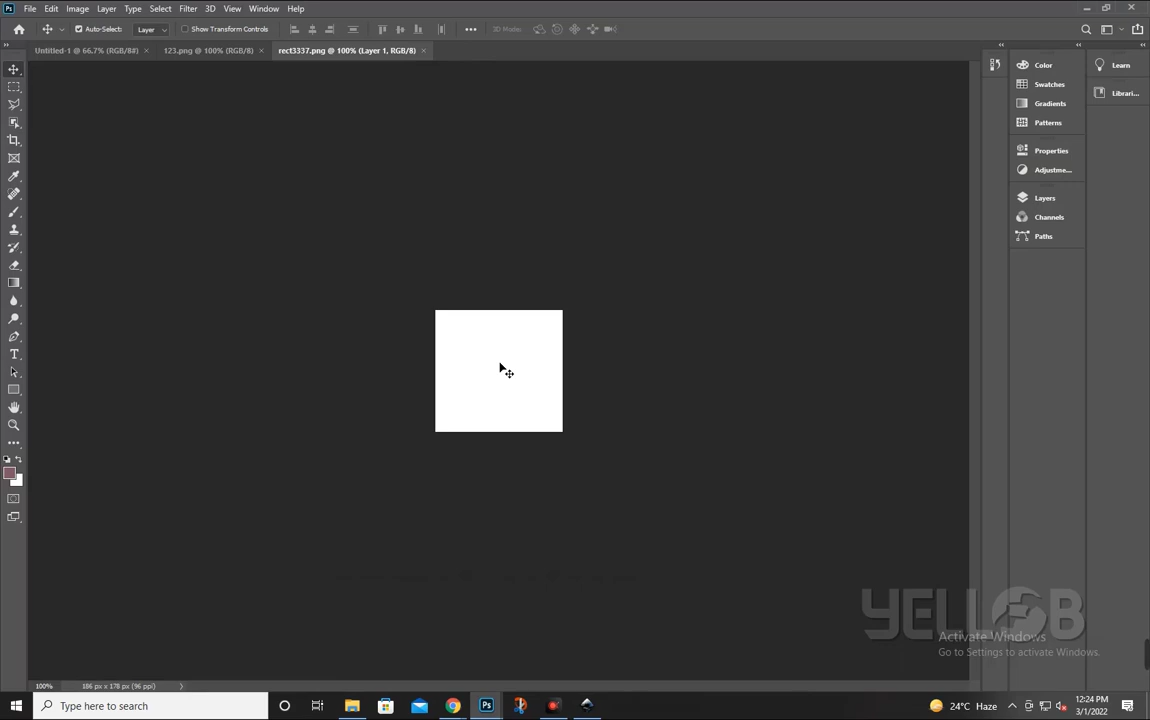 Ps File Edit Image Layer Type Select Filter 3D View Window Help
Auto-Select: Layer Show Transform Controls ••• 3D Mode:
Untitled-1 @ 66.7% (RGB/8#) × 123.png @ 100% (RGB/8) × rect3337.png @ 100% (Layer 1, RGB/8) ×
Color
Swatches
Gradients
Patterns
Properties
Adjustme...
Layers
Channels
Paths
Learn
Librari...
T
YELLOB
Activate Windows
Go to Settings to activate Windows.
100% 186 px x 178 px (96 ppi)
Type here to search
Ps
24°C Haze
12:24 PM
3/1/2022